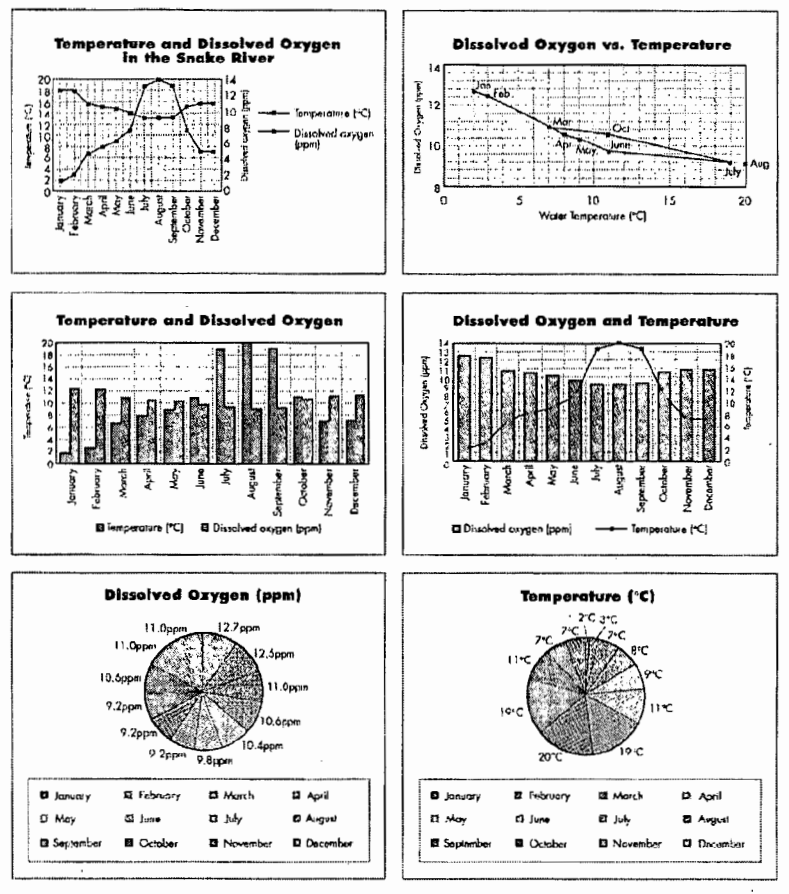 Temperature and Dissolved Oxygen
in the Snake River
20
18
16
14
12
10
8
6
4
2
0
14
12
10
8
6
4
2
0
Temperature (°C)
Dissolved oxygen (ppm)
Temperature (°C)
Dissolved oxygen
(ppm)
January
February
March
April
May
June
July
August
September
October
November
December
Dissolved Oxygen vs. Temperature
14
12
10
8
Dissolved Oxygen (ppm)
Jan
Feb
Mar
Apr
May
Oct
June
July
Aug
0 5 10 15 20
Water Temperature (°C)
Temperature and Dissolved Oxygen
20
18
16
14
12
10
8
6
4
2
0
Temperature (°C)
January
February
March
April
May
June
July
August
September
October
November
December
Temperature (°C) Dissolved oxygen (ppm)
Dissolved Oxygen and Temperature
14
13
12
11
10
9
8
0
Dissolved Oxygen (ppm)
20
18
16
14
12
10
8
6
4
2
0
Temperature (°C)
January
February
March
April
May
June
July
August
September
October
November
December
Dissolved oxygen (ppm) Temperature (°C)
Dissolved Oxygen (ppm)
12.7ppm
12.5ppm
11.0ppm
10.6ppm
10.4ppm
9.8ppm
9.2ppm
9.2ppm
9.2ppm
10.6ppm
11.0ppm
11.0ppm
January February March April
May June July August
September October November December
Temperature (°C)
2°C
3°C
7°C
8°C
9°C
11°C
19°C
20°C
19°C
11°C
7°C
7°C
January February March April
May June July August
September October November December